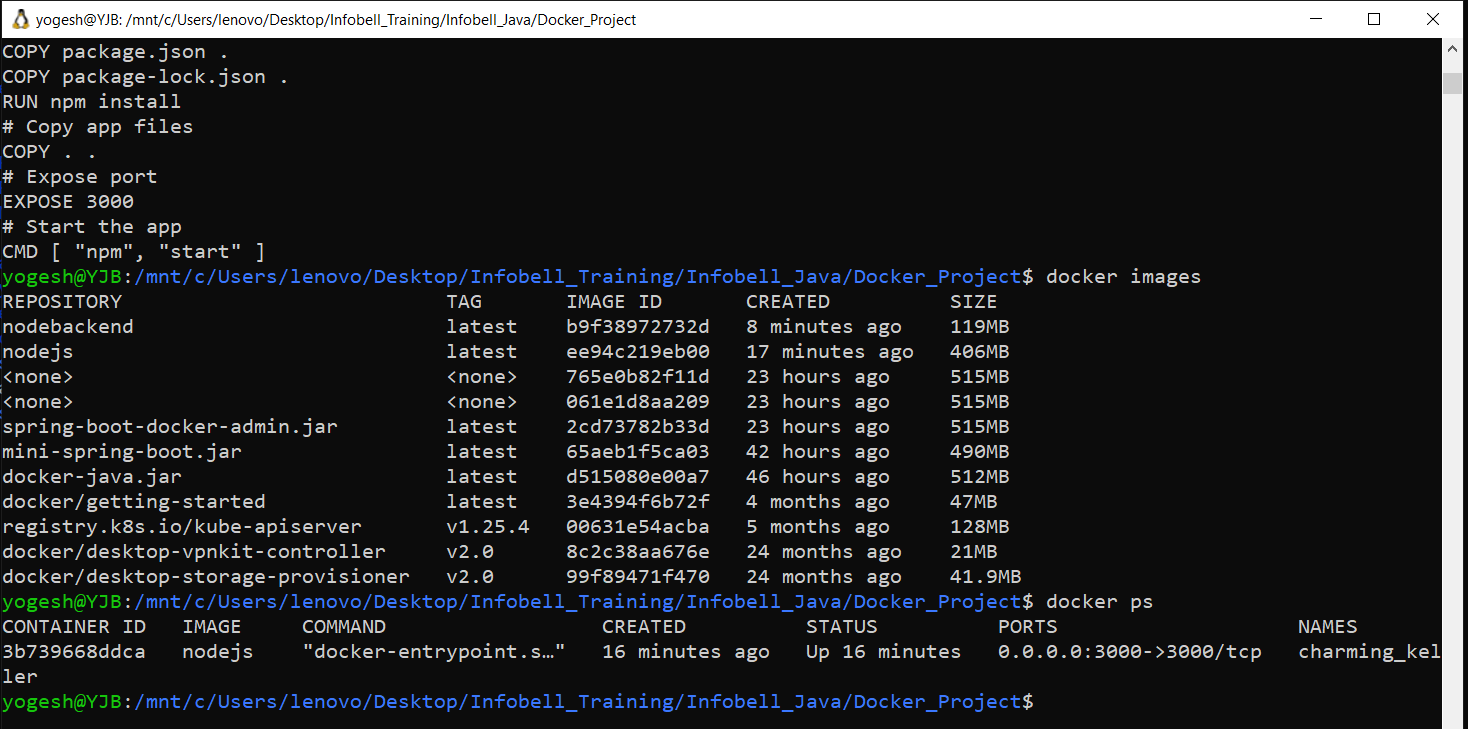 yogesh@YJB: /mnt/c/Users/lenovo/Desktop/Infobell_Training/Infobell_Java/Docker_Project
COPY package.json .
COPY package-lock.json .
RUN npm install
# Copy app files
COPY . .
# Expose port
EXPOSE 3000
# Start the app
CMD [ "npm", "start" ]
yogesh@YJB:/mnt/c/Users/lenovo/Desktop/Infobell_Training/Infobell_Java/Docker_Project$ docker images
REPOSITORY TAG IMAGE ID CREATED SIZE
nodebackend latest b9f38972732d 8 minutes ago 119MB
nodejs latest ee94c219eb00 17 minutes ago 406MB
<none> <none> 765e0b82f11d 23 hours ago 515MB
<none> <none> 061e1d8aa209 23 hours ago 515MB
spring-boot-docker-admin.jar latest 2cd73782b33d 23 hours ago 515MB
mini-spring-boot.jar latest 65aeb1f5ca03 42 hours ago 490MB
docker-java.jar latest d515080e00a7 46 hours ago 512MB
docker/getting-started latest 3e4394f6b72f 4 months ago 47MB
registry.k8s.io/kube-apiserver v1.25.4 00631e54acba 5 months ago 128MB
docker/desktop-vpnkit-controller v2.0 8c2c38aa676e 24 months ago 21MB
docker/desktop-storage-provisioner v2.0 99f89471f470 24 months ago 41.9MB
yogesh@YJB:/mnt/c/Users/lenovo/Desktop/Infobell_Training/Infobell_Java/Docker_Project$ docker ps
CONTAINER ID IMAGE COMMAND CREATED STATUS PORTS NAMES
3b739668ddca nodejs "docker-entrypoint.s…" 16 minutes ago Up 16 minutes 0.0.0.0:3000->3000/tcp charming_kel
ler
yogesh@YJB:/mnt/c/Users/lenovo/Desktop/Infobell_Training/Infobell_Java/Docker_Project$